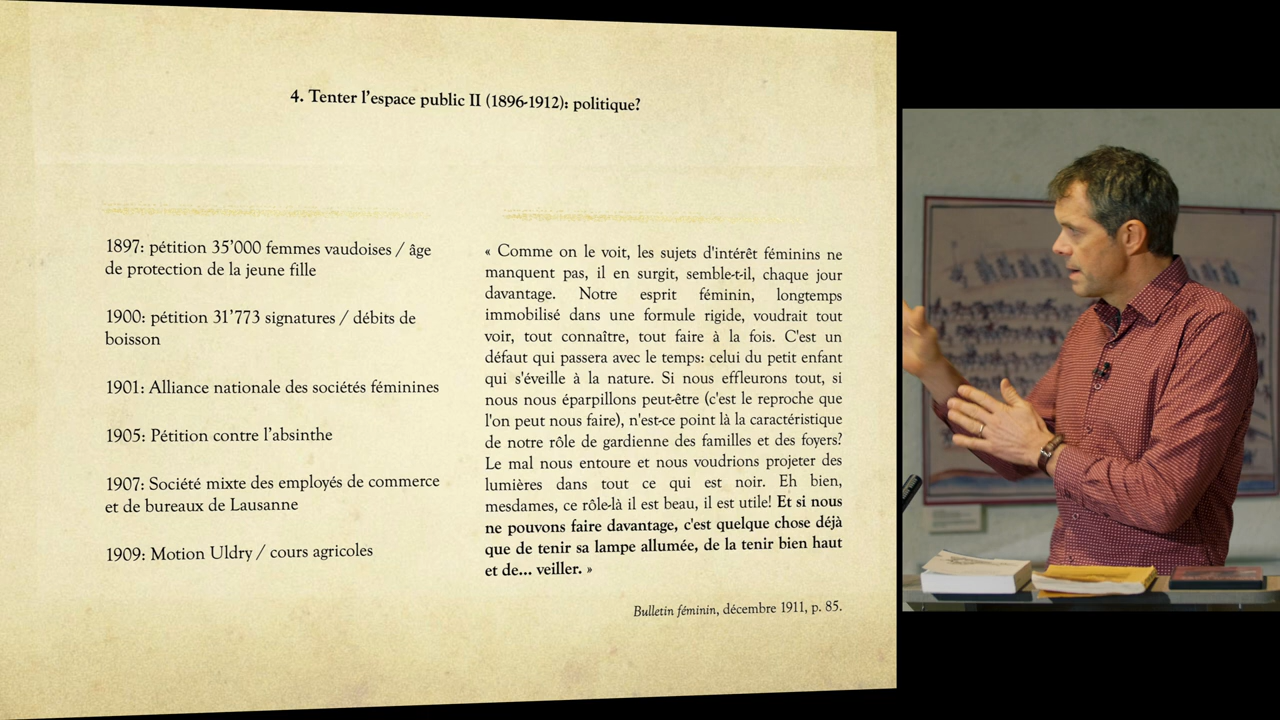 4. Tenter l'espace public II (1896-1912): politique?
1897: pétition 35'000 femmes vaudoises / âge
de protection de la jeune fille
1900: pétition 31'773 signatures / débits de
boisson
1901: Alliance nationale des sociétés féminines
1905: Pétition contre l'absinthe
1907: Société mixte des employés de commerce
et de bureaux de Lausanne
1909: Motion Uldry / cours agricoles
« Comme on le voit, les sujets d'intérêt féminins ne
manquent pas, il en surgit, semble-t-il, chaque jour
davantage. Notre esprit féminin, longtemps
immobilisé dans une formule rigide, voudrait tout
voir, tout connaître, tout faire à la fois. C'est un
défaut qui passera avec le temps: celui du petit enfant
qui s'éveille à la nature. Si nous effleurons tout, si
nous nous éparpillons peut-être (c'est le reproche que
l'on peut nous faire), n'est-ce point là la caractéristique
de notre rôle de gardienne des familles et des foyers?
Le mal nous entoure et nous voudrions projeter des
lumières dans tout ce qui est noir. Eh bien,
mesdames, ce rôle-là il est beau, il est utile! Et si nous
ne pouvons faire davantage, c'est quelque chose déjà
que de tenir sa lampe allumée, de la tenir bien haut
et de... veiller. »
Bulletin féminin, décembre 1911, p. 85.